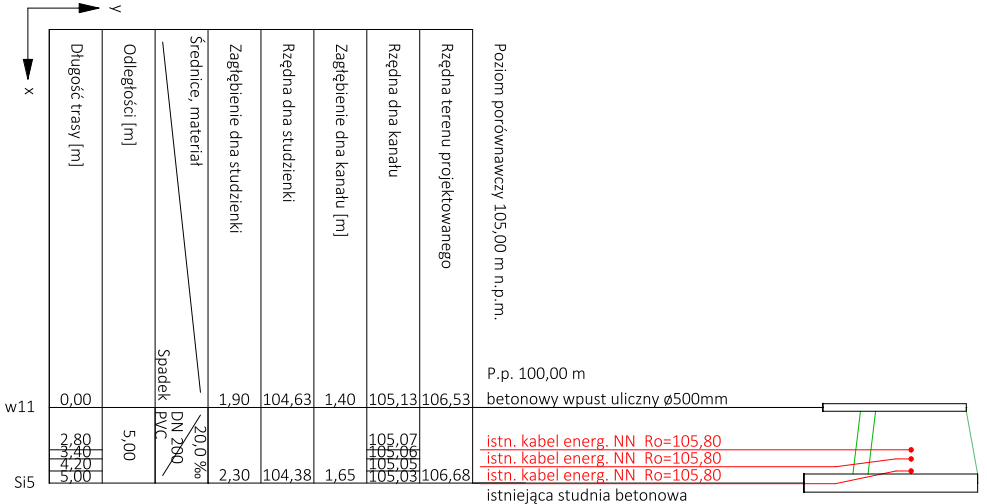 y
x
Długość trasy [m]
Odległości [m]
Średnice, materiał
Spadek
Zagłębienie dna studzienki
Rzędna dna studzienki
Zagłębienie dna kanału [m]
Rzędna dna kanału
Rzędna terenu projektowanego
Poziom porównawczy 105,00 m n.p.m.
P.p. 100,00 m
w11
0,00
1,90
104,63
1,40
105,13
106,53
betonowy wpust uliczny ø500mm
5,00
DN 200
PVC
20,0 ‰
2,80
105,07
istn. kabel energ. NN Ro=105,80
3,40
105,06
istn. kabel energ. NN Ro=105,80
4,20
105,05
istn. kabel energ. NN Ro=105,80
Si5
5,00
2,30
104,38
1,65
105,03
106,68
istniejąca studnia betonowa